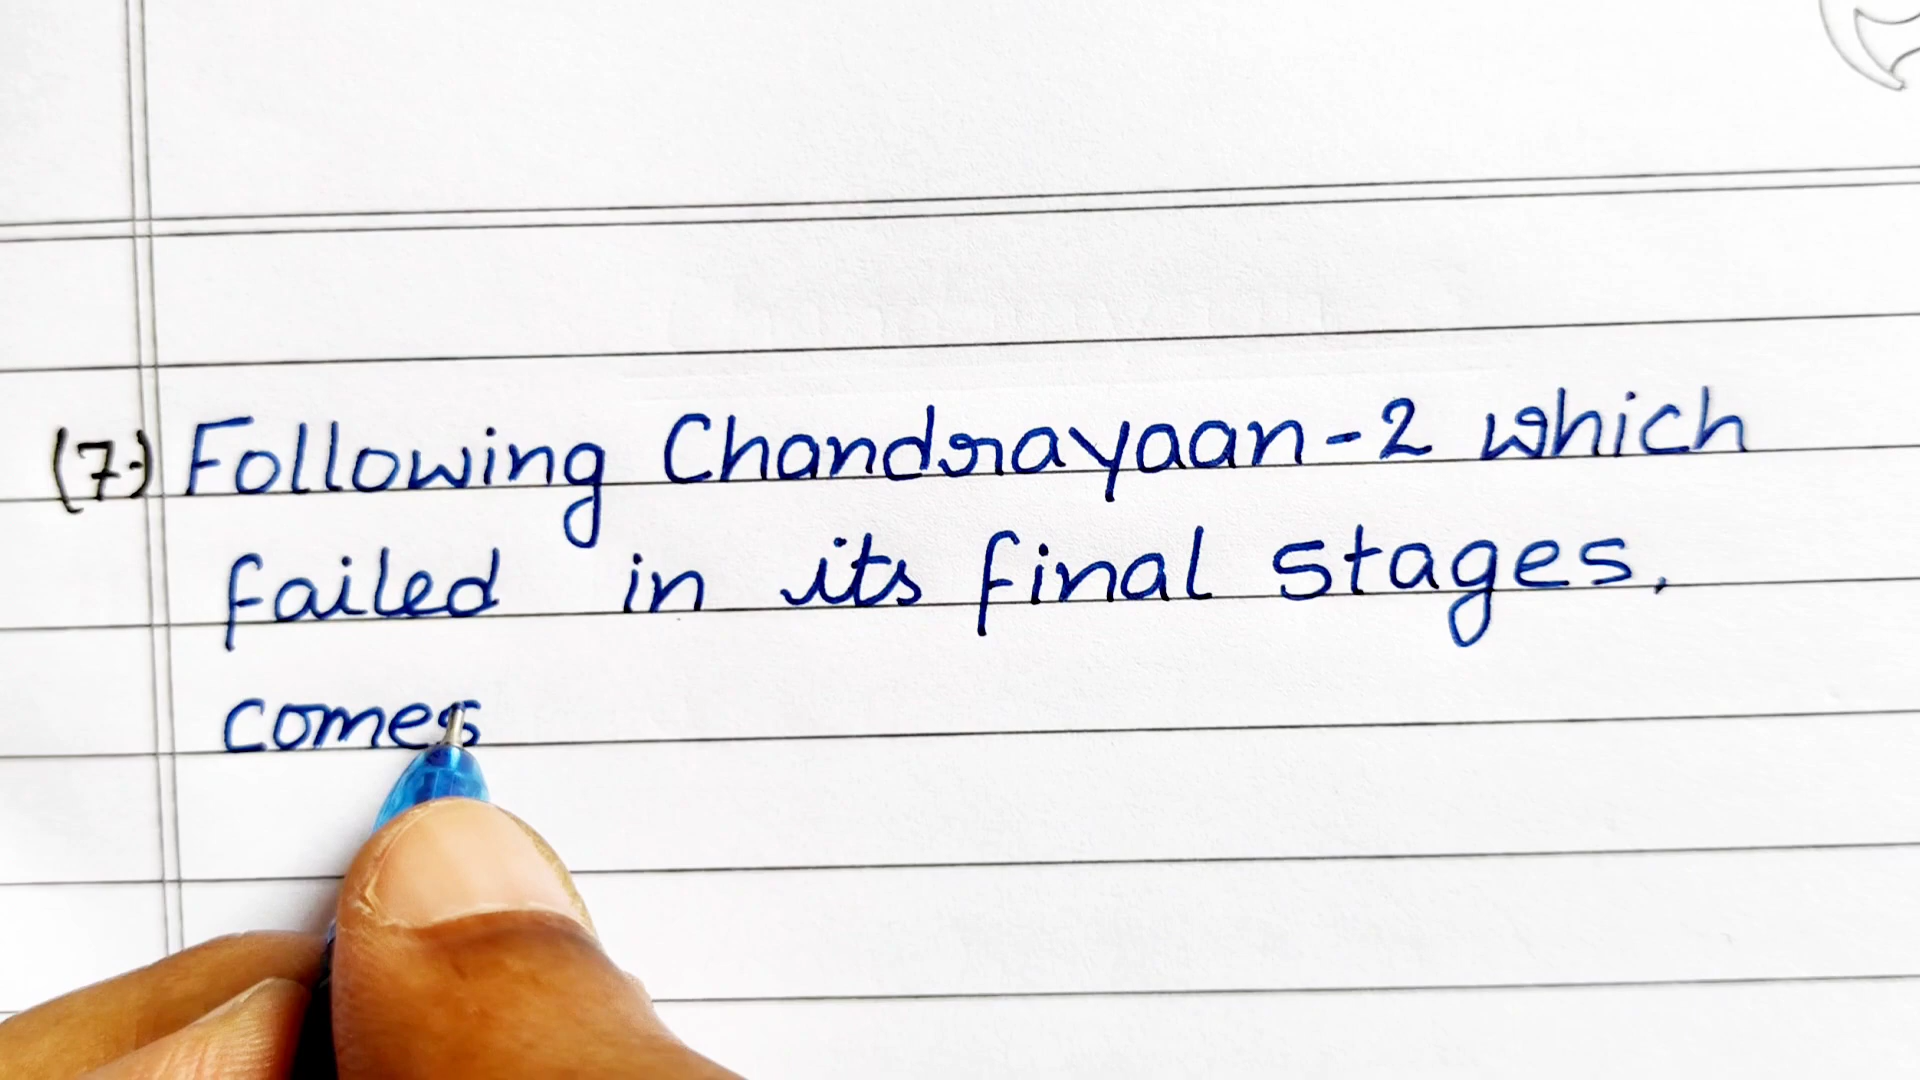 (7.) Following Chandrayaan-2 which
failed in its final stages,
comes